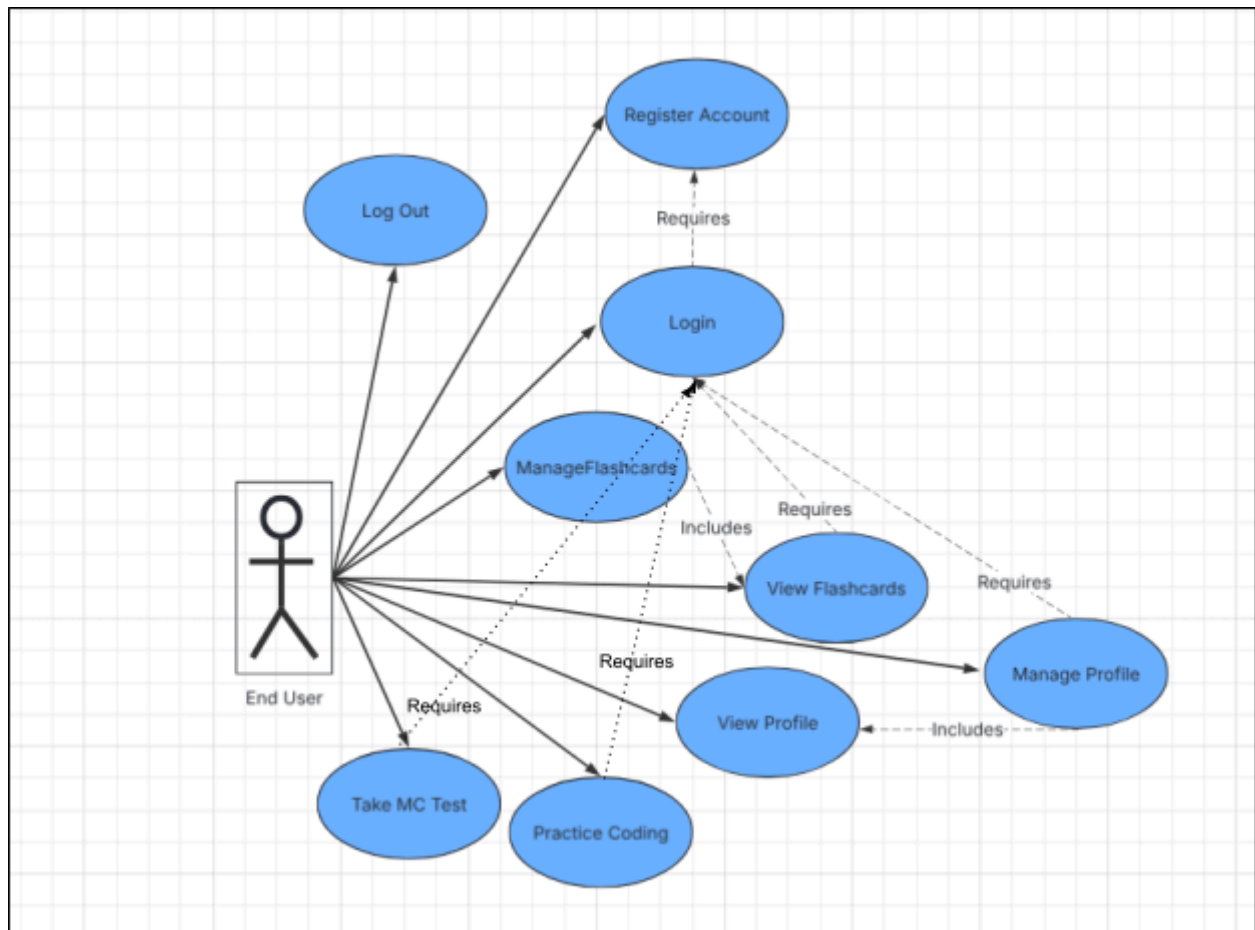 Register Account
Log Out
Requires
Login
ManageFlashcards
Requires
Includes
View Flashcards
Requires
Requires
Manage Profile
End User
Requires
View Profile
Includes
Take MC Test
Practice Coding